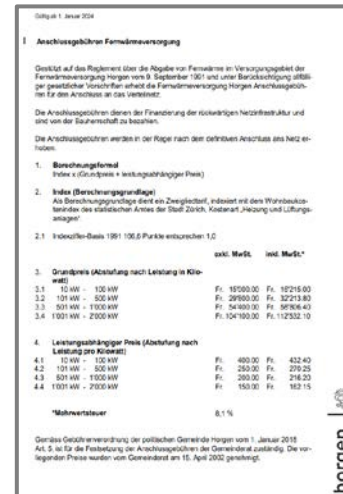 Gültig ab 1. Januar 2024
I Anschlussgebühren Fernwärmeversorgung
Gestützt auf das Reglement über die Abgabe von Fernwärme im Versorgungsgebiet der
Fernwärmeversorgung Horgen vom 9. September 1991 und unter Berücksichtigung allfälli-
ger gesetzlicher Vorschriften erhebt die Fernwärmeversorgung Horgen Anschlussgebüh-
ren für den Anschluss an das Verteilnetz.
Die Anschlussgebühren dienen der Finanzierung der rückwärtigen Netzinfrastruktur und
sind von der Bauherrschaft zu bezahlen.
Die Anschlussgebühren werden in der Regel nach dem definitiven Anschluss ans Netz er-
hoben.
1. Berechnungsformel
Index x (Grundpreis + leistungsabhängiger Preis)
2. Index (Berechnungsgrundlage)
Als Berechnungsgrundlage dient ein Zweigliedtarif, indexiert mit dem Wohnbaukos-
tenindex des statistischen Amtes der Stadt Zürich, Kostenart „Heizung und Lüftungs-
anlagen".
2.1 Indexziffer-Basis 1991 106,6 Punkte entsprechen 1,0
exkl. MwSt. inkl. MwSt.*
3. Grundpreis (Abstufung nach Leistung in Kilo-
watt)
3.1 10 kW - 100 kW Fr. 15'000.00 Fr. 16'215.00
3.2 101 kW - 500 kW Fr. 29'800.00 Fr. 32'213.80
3.3 501 kW - 1'000 kW Fr. 54'400.00 Fr. 58'806.40
3.4 1'001 kW - 2'000 kW Fr. 104'100.00 Fr. 112'532.10
4. Leistungsabhängiger Preis (Abstufung nach
Leistung pro Kilowatt)
4.1 10 kW - 100 kW Fr. 400.00 Fr. 432.40
4.2 101 kW - 500 kW Fr. 250.00 Fr. 270.25
4.3 501 kW - 1'000 kW Fr. 200.00 Fr. 216.20
4.4 1'001 kW - 2'000 kW Fr. 150.00 Fr. 162.15
*Mehrwertsteuer 8,1 %
Gemäss Gebührenverordnung der politischen Gemeinde Horgen vom 1. Januar 2018
Art. 5, ist für die Festsetzung der Anschlussgebühren der Gemeinderat zuständig. Die vor-
liegenden Preise wurden vom Gemeinderat am 15. April 2002 genehmigt.
horgen